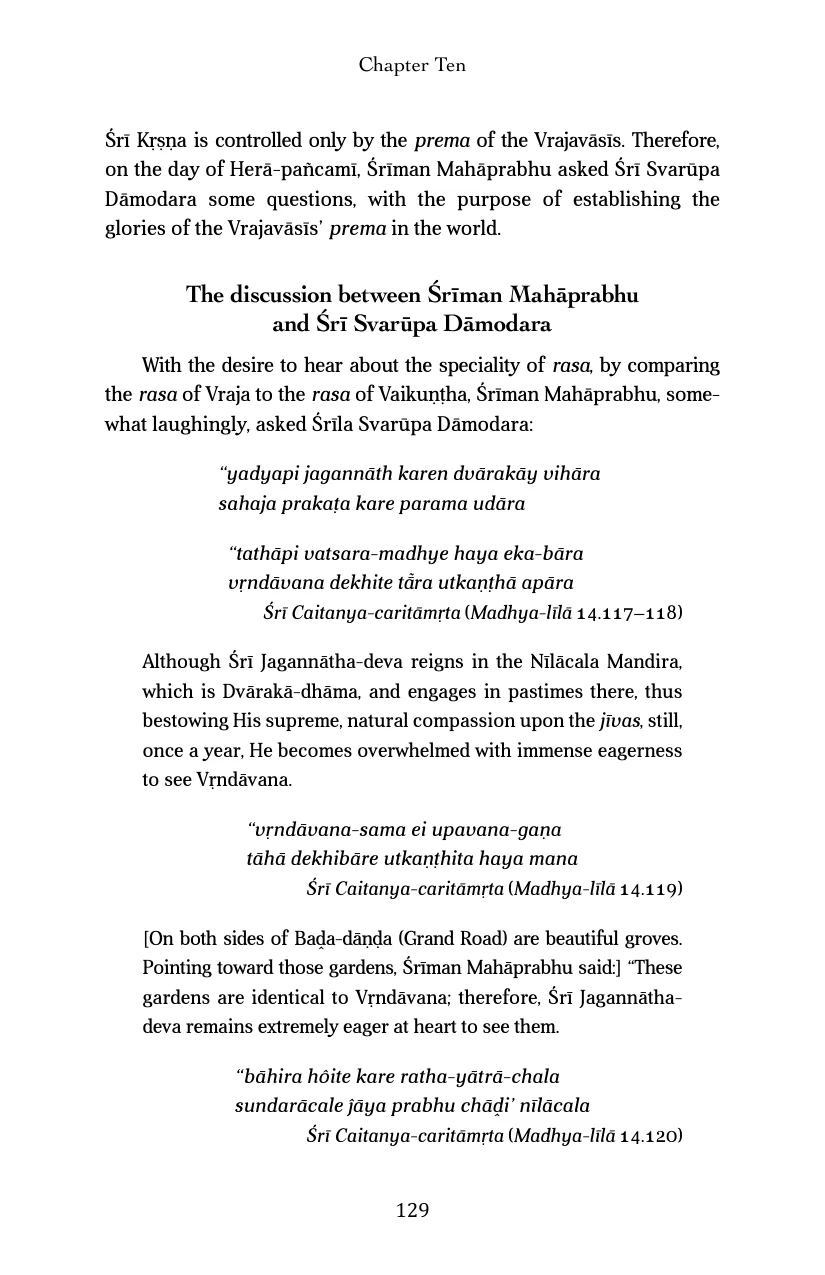 Chapter Ten
Śrī Kṛṣṇa is controlled only by the prema of the Vrajavāsīs. Therefore,
on the day of Herā-pañcamī, Śrīman Mahāprabhu asked Śrī Svarūpa
Dāmodara some questions, with the purpose of establishing the
glories of the Vrajavāsīs’ prema in the world.
The discussion between Śrīman Mahāprabhu
and Śrī Svarūpa Dāmodara
With the desire to hear about the speciality of rasa, by comparing
the rasa of Vraja to the rasa of Vaikuṇṭha, Śrīman Mahāprabhu, some-
what laughingly, asked Śrīla Svarūpa Dāmodara:
“yadyapi jagannāth karen dvārakāy vihāra
sahaja prakaṭa kare parama udāra
“tathāpi vatsara-madhye haya eka-bāra
vṛndāvana dekhite tā̐ra utkaṇṭhā apāra
Śrī Caitanya-caritāmṛta (Madhya-līlā 14.117–118)
Although Śrī Jagannātha-deva reigns in the Nīlācala Mandira,
which is Dvārakā-dhāma, and engages in pastimes there, thus
bestowing His supreme, natural compassion upon the jīvas, still,
once a year, He becomes overwhelmed with immense eagerness
to see Vṛndāvana.
“vṛndāvana-sama ei upavana-gaṇa
tāhā dekhibāre utkaṇṭhita haya mana
Śrī Caitanya-caritāmṛta (Madhya-līlā 14.119)
[On both sides of Baḓa-dāṇḍa (Grand Road) are beautiful groves.
Pointing toward those gardens, Śrīman Mahāprabhu said:] “These
gardens are identical to Vṛndāvana; therefore, Śrī Jagannātha-
deva remains extremely eager at heart to see them.
“bāhira hôite kare ratha-yātrā-chala
sundarācale ĵāya prabhu chāḓi’ nīlācala
Śrī Caitanya-caritāmṛta (Madhya-līlā 14.120)
129